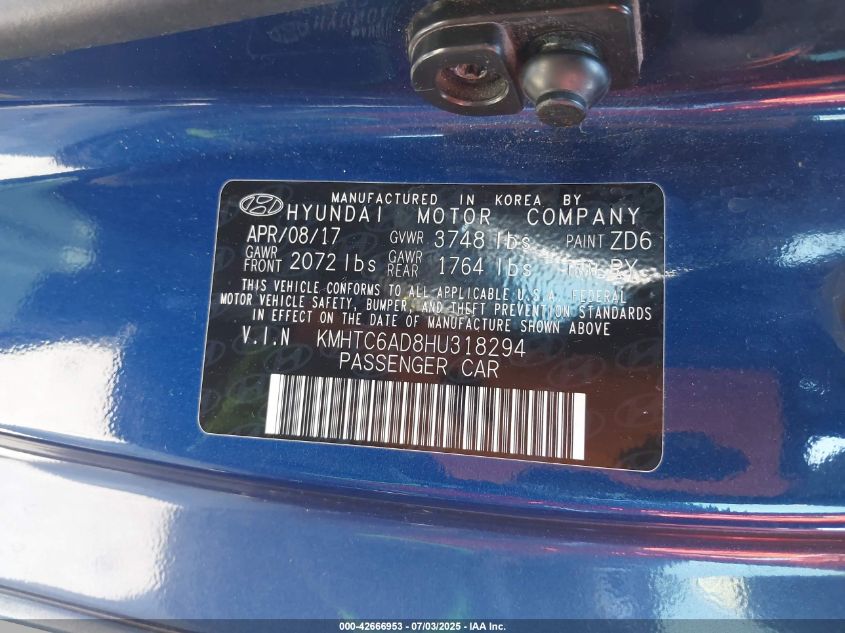 MANUFACTURED IN KOREA BY
HYUNDAI MOTOR COMPANY
APR/08/17 GVWR 3748 lbs PAINT ZD6
GAWR FRONT 2072 lbs GAWR REAR 1764 lbs TRIM RY
THIS VEHICLE CONFORMS TO ALL APPLICABLE U.S.A. FEDERAL
MOTOR VEHICLE SAFETY, BUMPER, AND THEFT PREVENTION STANDARDS
IN EFFECT ON THE DATE OF MANUFACTURE SHOWN ABOVE
V.I.N KMHTC6AD8HU318294
PASSENGER CAR
000-42666953 / 07/03/2025 - IAA Inc.